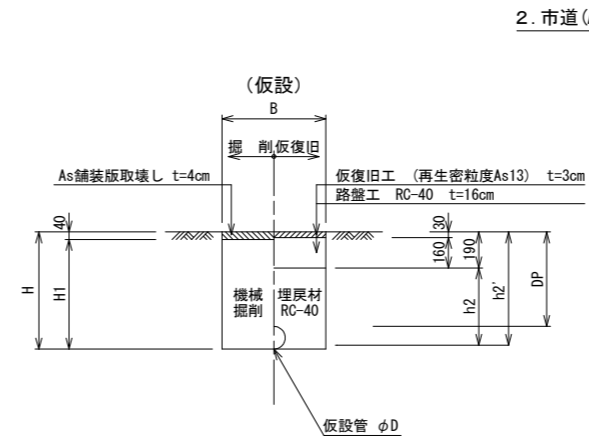 2. 市道(
(仮設)
B
掘 削 仮復旧
As舗装版取壊し t=4cm
仮復旧工 (再生密粒度As13) t=3cm
路盤工 RC-40 t=16cm
40
30
160
190
H
H1
機械
掘削
埋戻材
RC-40
h2
h2'
DP
仮設管 φD